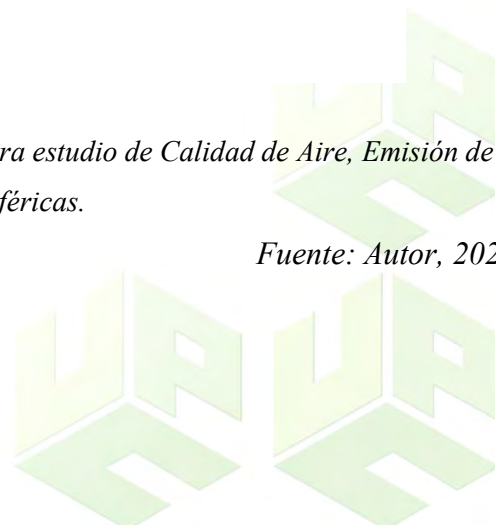 ra estudio de Calidad de Aire, Emisión de
féricas.
Fuente: Autor, 202